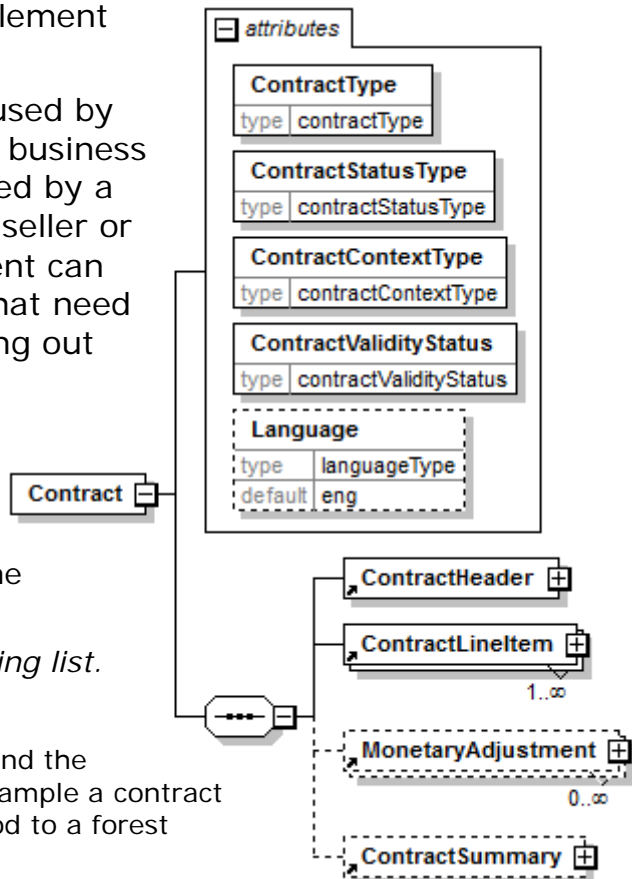 lement
used by
business
ed by a
seller or
ent can
hat need
ng out
ne
ing list.
nd the
ample a contract
od to a forest
attributes
ContractType
type contractType
ContractStatusType
type contractStatusType
ContractContextType
type contractContextType
ContractValidityStatus
type contractValidityStatus
Language
type languageType
default eng
Contract
ContractHeader
ContractLineItem
1..∞
MonetaryAdjustment
0..∞
ContractSummary